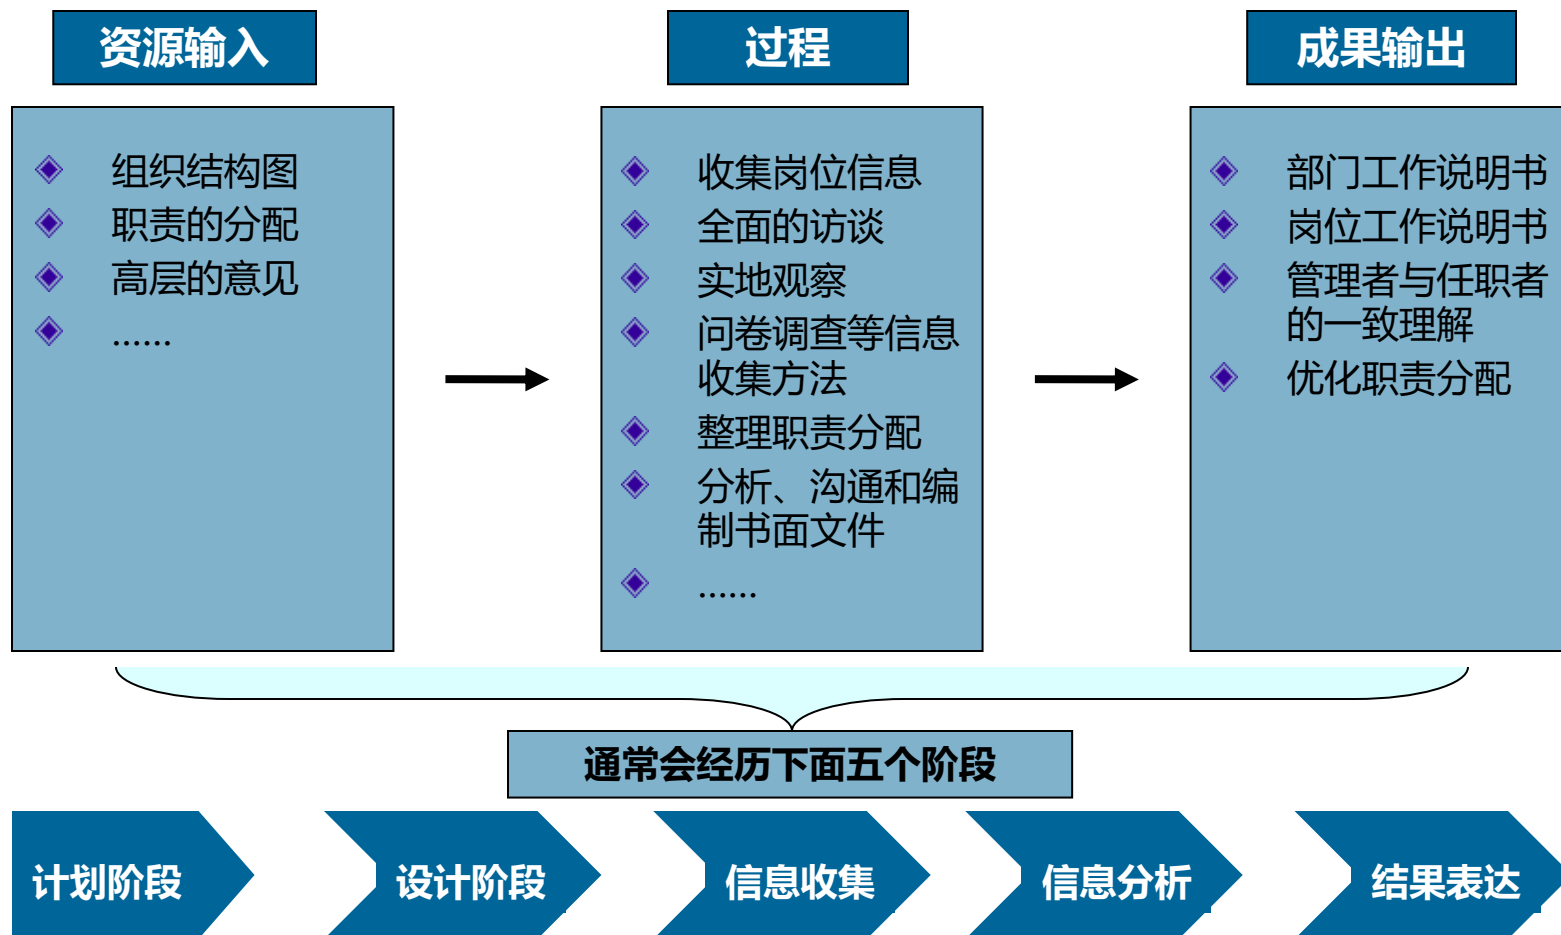 资源输入
过程
成果输出
组织结构图
职责的分配
高层的意见
......
收集岗位信息
全面的访谈
实地观察
问卷调查等信息
收集方法
整理职责分配
分析、沟通和编
制书面文件
......
部门工作说明书
岗位工作说明书
管理者与任职者
的一致理解
优化职责分配
通常会经历下面五个阶段
计划阶段
设计阶段
信息收集
信息分析
结果表达